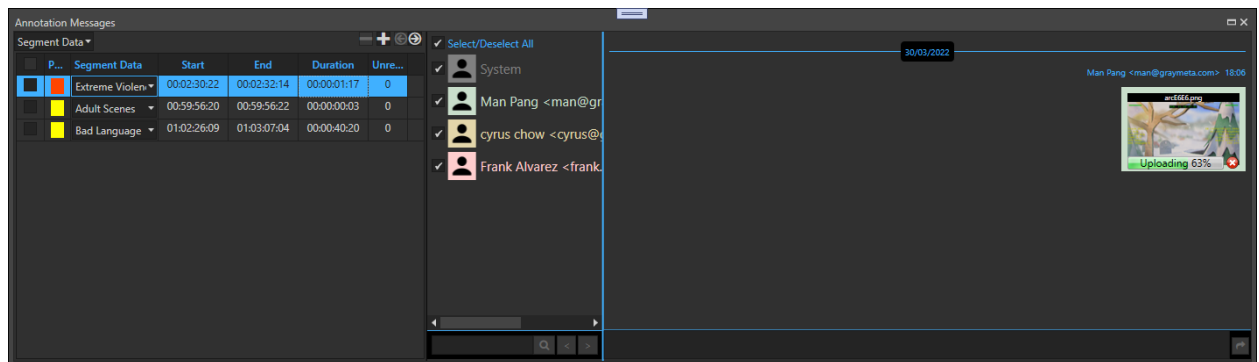 Annotation Messages
Segment Data
P... Segment Data Start End Duration Unre...
Extreme Violen 00:02:30:22 00:02:32:14 00:00:01:17 0
Adult Scenes 00:59:56:20 00:59:56:22 00:00:00:03 0
Bad Language 01:02:26:09 01:03:07:04 00:00:40:20 0
Select/Deselect All
System
Man Pang <man@gr
cyrus chow <cyrus@g
Frank Alvarez <frank.
30/03/2022
Man Pang <man@graymeta.com> 18:06
arcE6E6.png
Uploading 63%